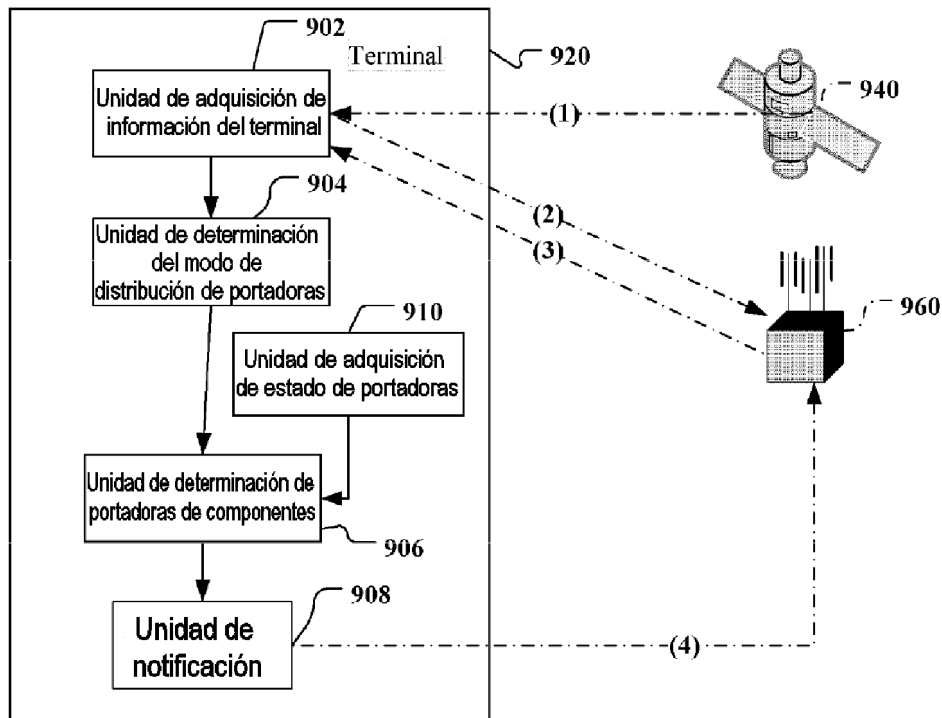 902
Terminal
920
Unidad de adquisición de
información del terminal
(1)
940
904
Unidad de determinación
del modo de
distribución de portadoras
(2)
(3)
910
960
Unidad de adquisición
de estado de portadoras
Unidad de determinación de
portadoras de componentes
906
908
Unidad de
notificación
(4)